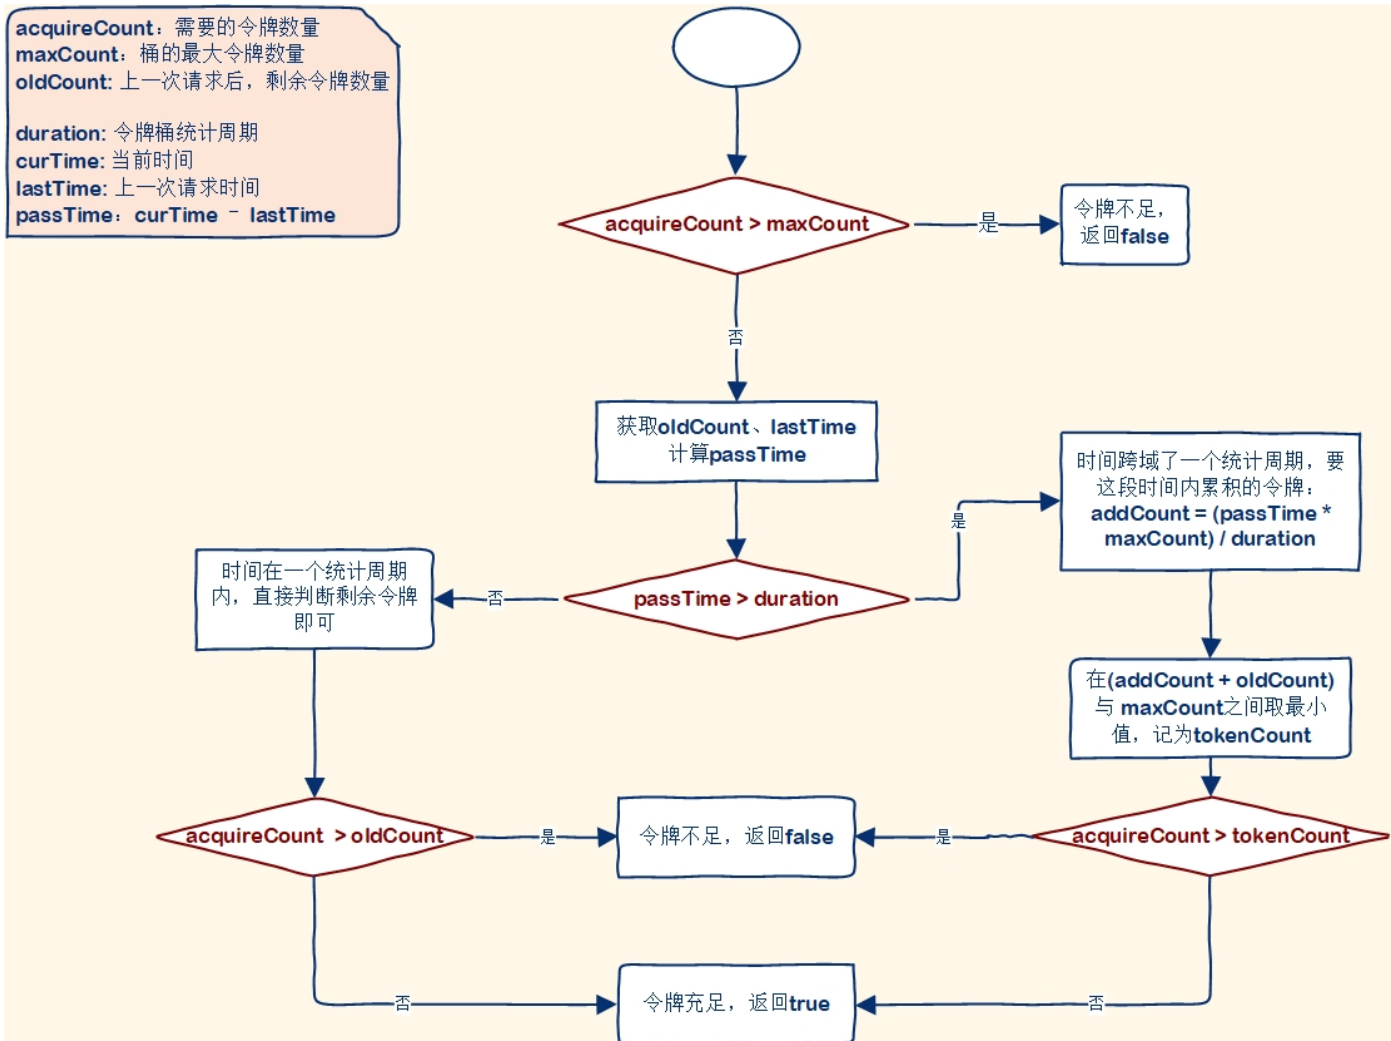 acquireCount：需要的令牌数量
maxCount：桶的最大令牌数量
oldCount: 上一次请求后，剩余令牌数量
duration: 令牌桶统计周期
curTime: 当前时间
lastTime: 上一次请求时间
passTime：curTime － lastTime
acquireCount > maxCount
是
令牌不足，
返回false
否
获取oldCount、lastTime
计算passTime
时间跨域了一个统计周期，要
这段时间内累积的令牌：
addCount = (passTime *
maxCount) / duration
是
时间在一个统计周期
内，直接判断剩余令牌
即可
否
passTime > duration
在(addCount + oldCount)
与 maxCount之间取最小
值，记为tokenCount
acquireCount > oldCount
是
令牌不足，返回false
是
acquireCount > tokenCount
否
令牌充足，返回true
否